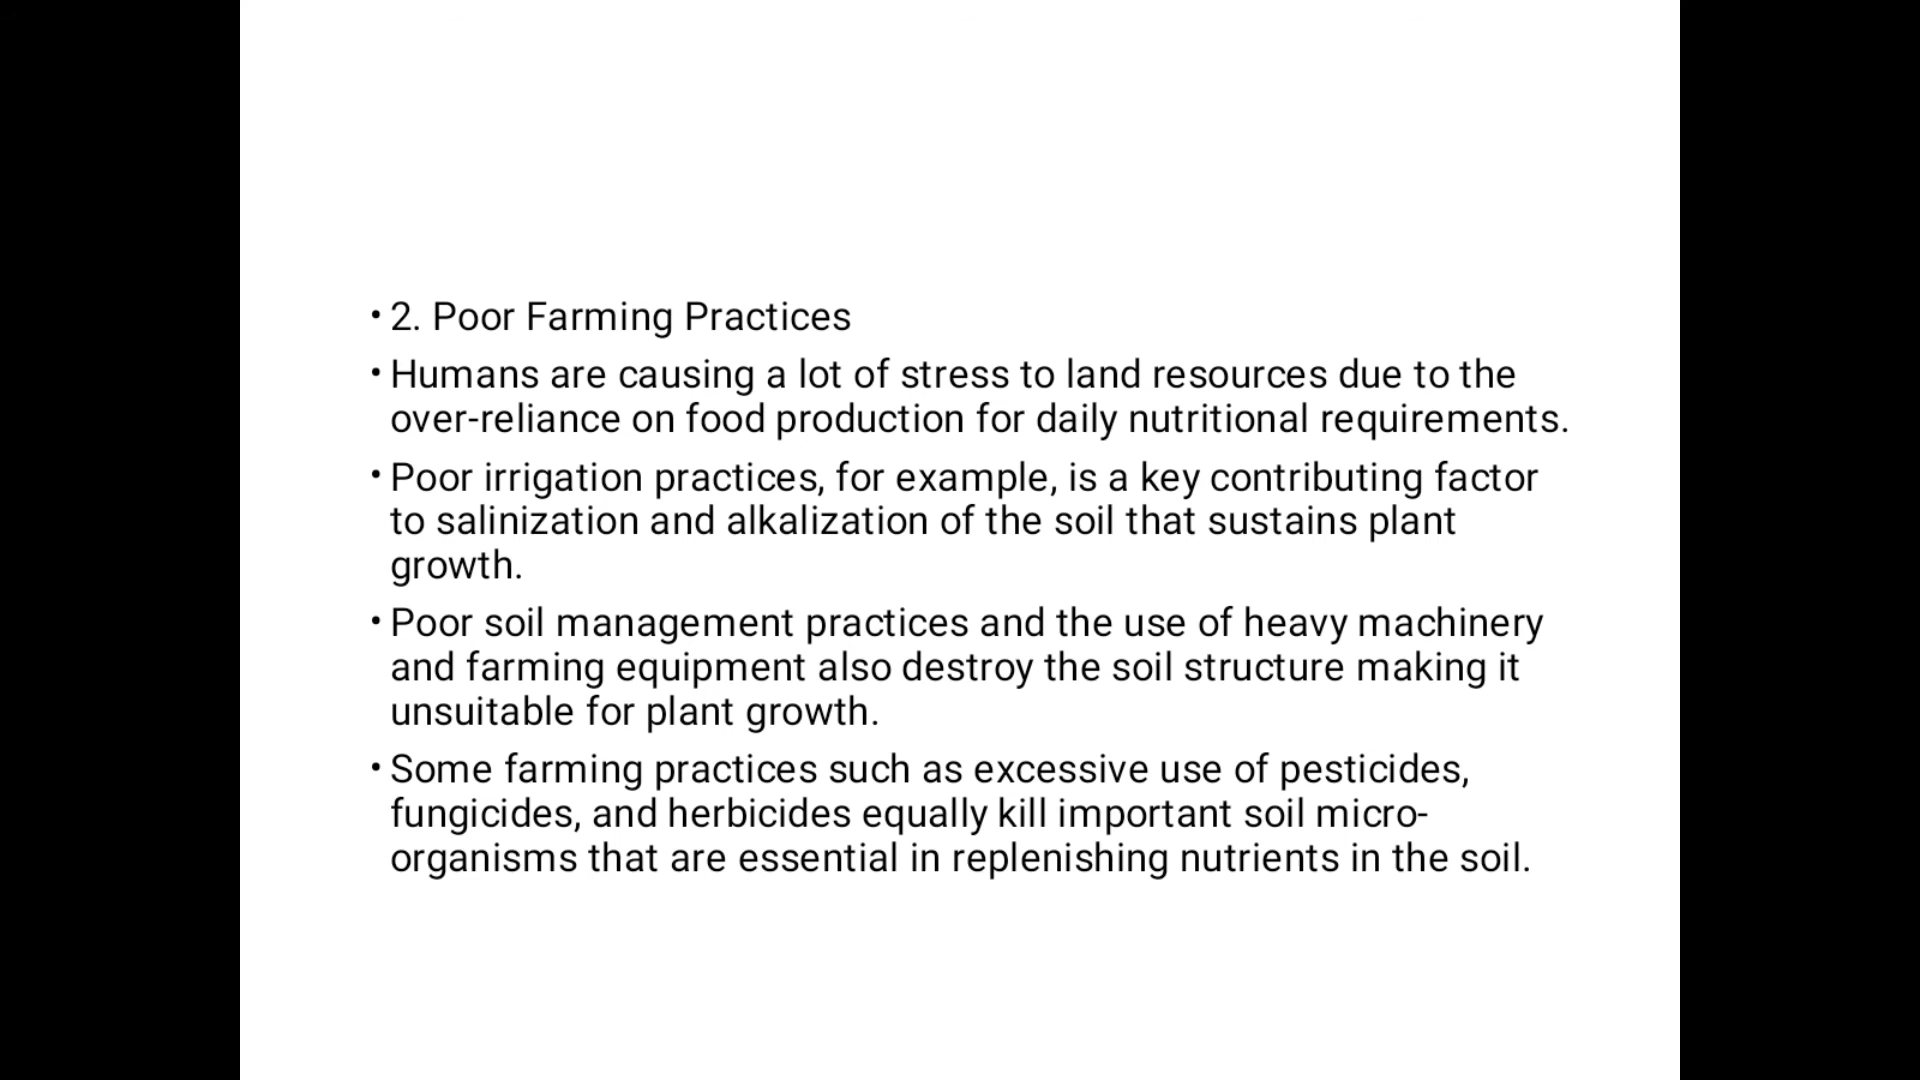 • 2. Poor Farming Practices
• Humans are causing a lot of stress to land resources due to the
over-reliance on food production for daily nutritional requirements.
• Poor irrigation practices, for example, is a key contributing factor
to salinization and alkalization of the soil that sustains plant
growth.
• Poor soil management practices and the use of heavy machinery
and farming equipment also destroy the soil structure making it
unsuitable for plant growth.
• Some farming practices such as excessive use of pesticides,
fungicides, and herbicides equally kill important soil micro-
organisms that are essential in replenishing nutrients in the soil.